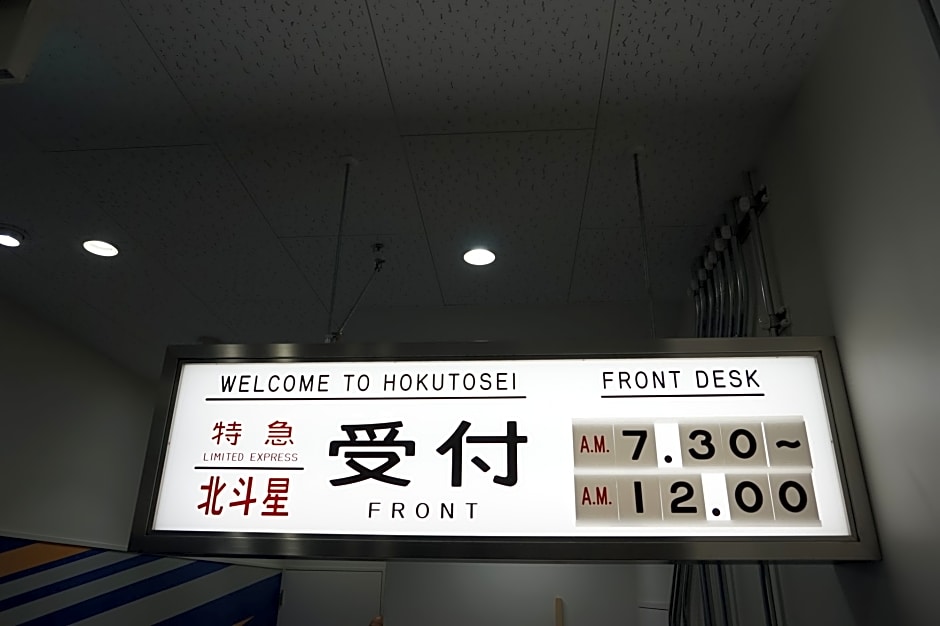 WELCOME TO HOKUTOSEI
特急
LIMITED EXPRESS
北斗星
受付
FRONT
FRONT DESK
A.M. 7.30~
A.M. 12.00